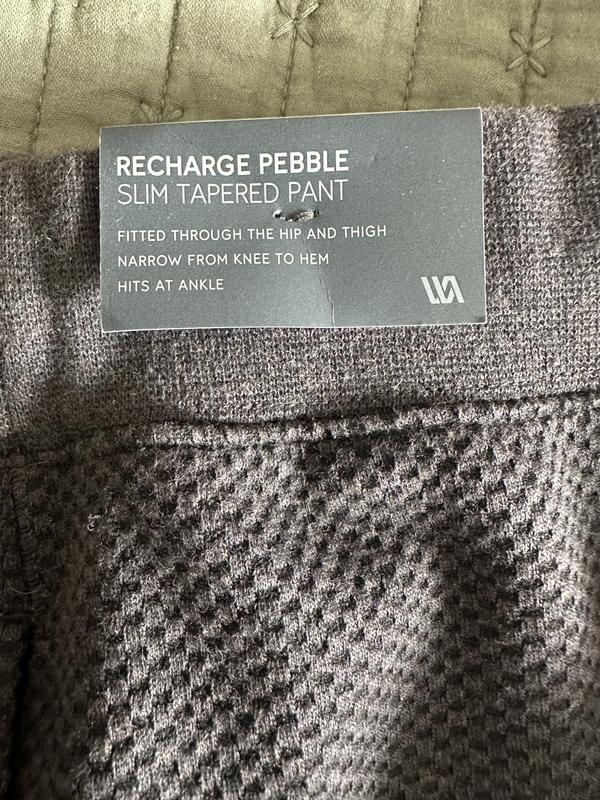 RECHARGE PEBBLE
SLIM TAPERED PANT
FITTED THROUGH THE HIP AND THIGH
NARROW FROM KNEE TO HEM
HITS AT ANKLE